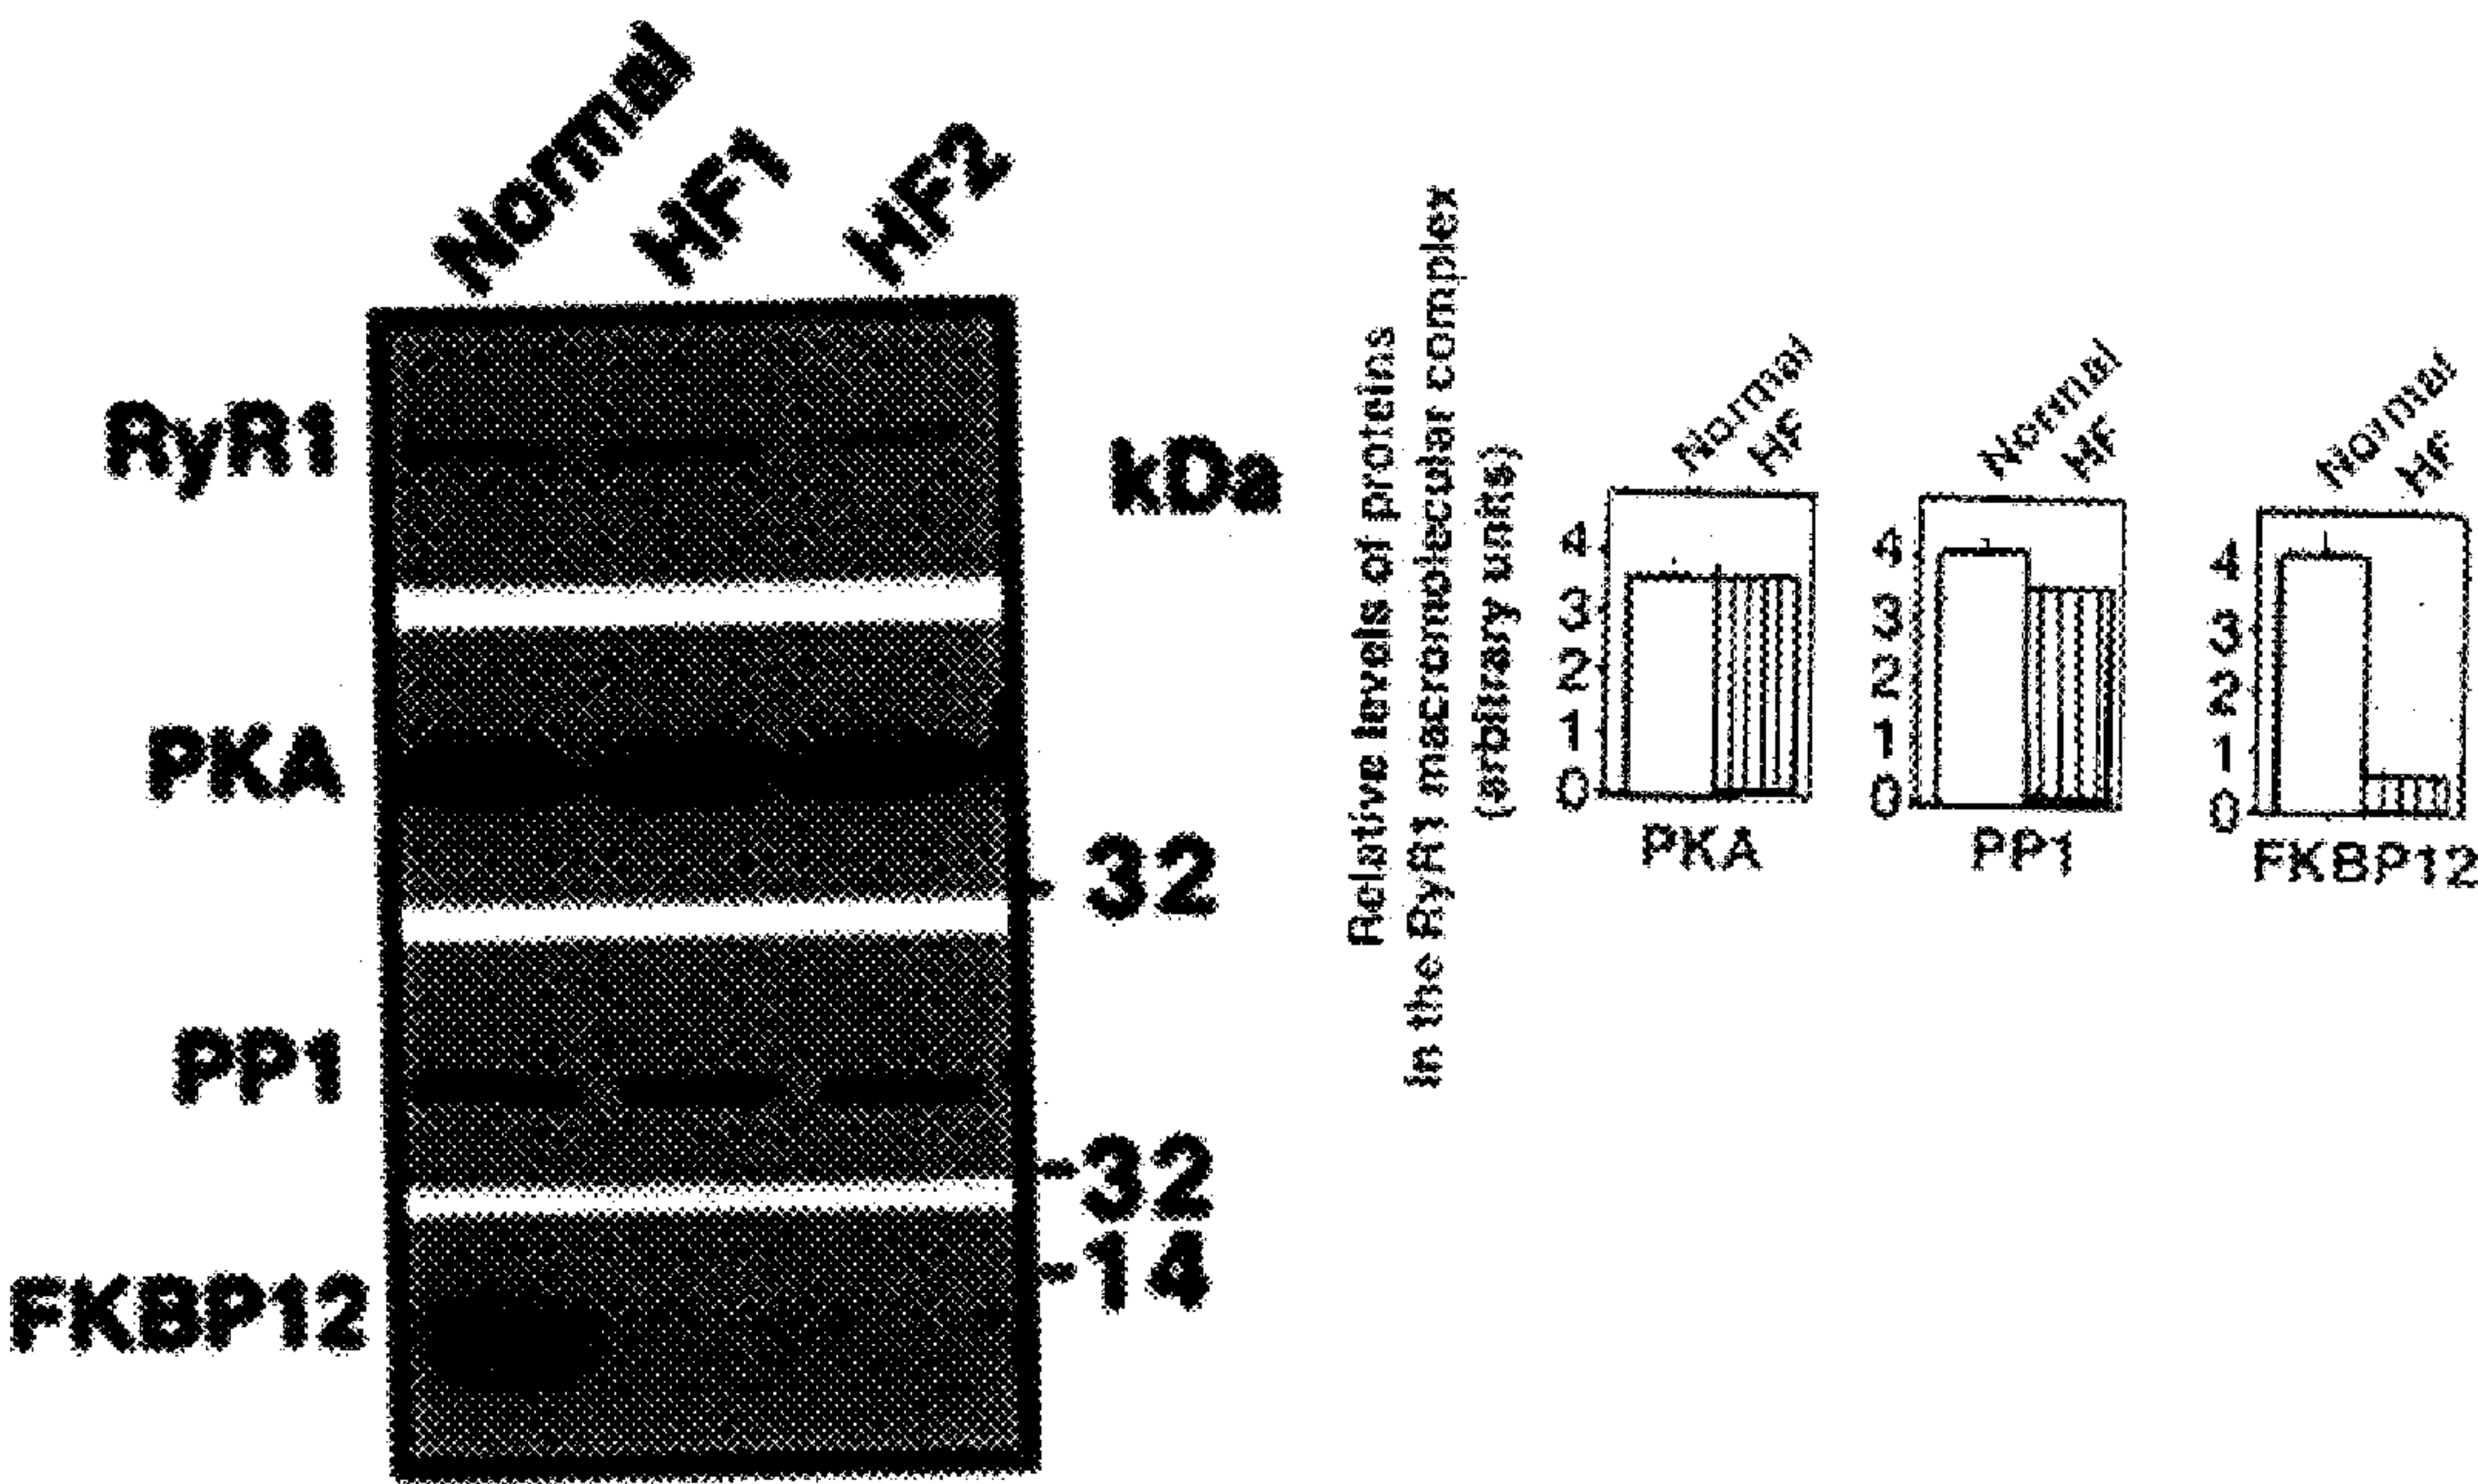 Normal
HF1
HF2
RyR1
kDa
PKA
32
PP1
32
14
FKBP12
Relative levels of proteins
in the RyR1 macromolecular complex
(arbitrary units)
Normal
HF
4
3
2
1
0
PKA
Normal
HF
4
3
2
1
0
PP1
Normal
HF
4
3
2
1
0
FKBP12